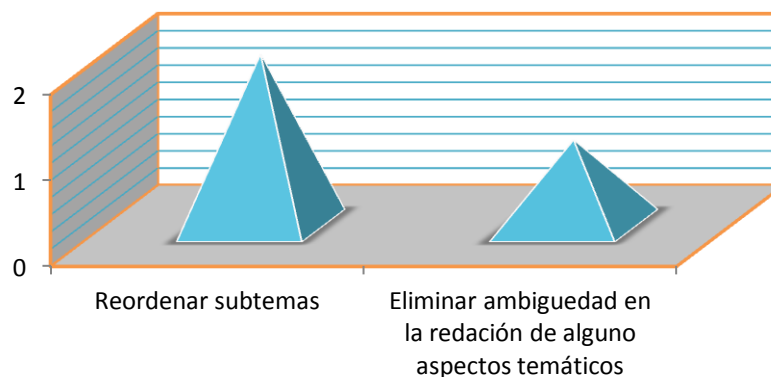 2
1
0
Reordenar subtemas
Eliminar ambiguedad en
la redación de alguno
aspectos temáticos